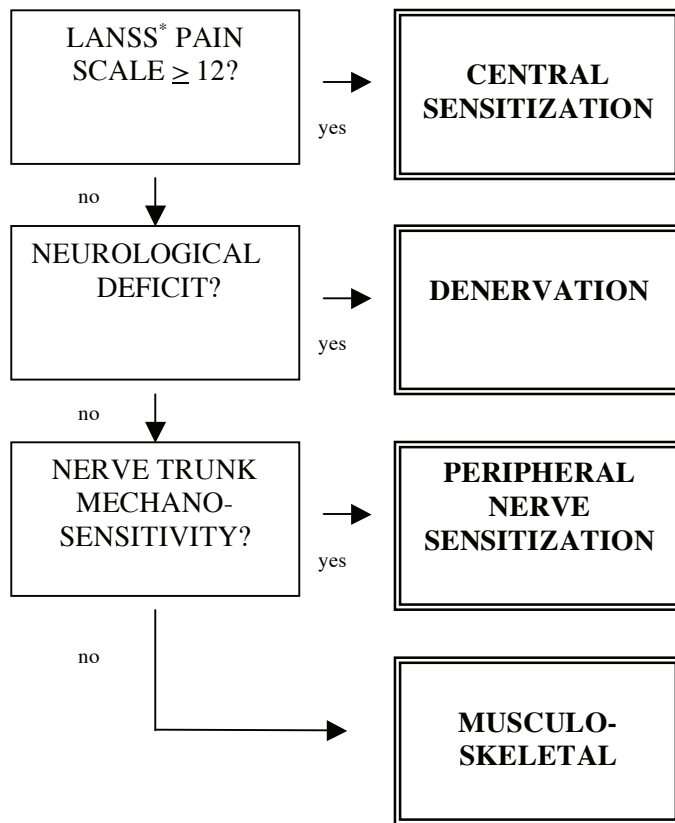 LANSS* PAIN
SCALE ≥ 12?
yes
CENTRAL
SENSITIZATION
no
NEUROLOGICAL
DEFICIT?
yes
DENERVATION
no
NERVE TRUNK
MECHANO-
SENSITIVITY?
yes
PERIPHERAL
NERVE
SENSITIZATION
no
MUSCULO-
SKELETAL